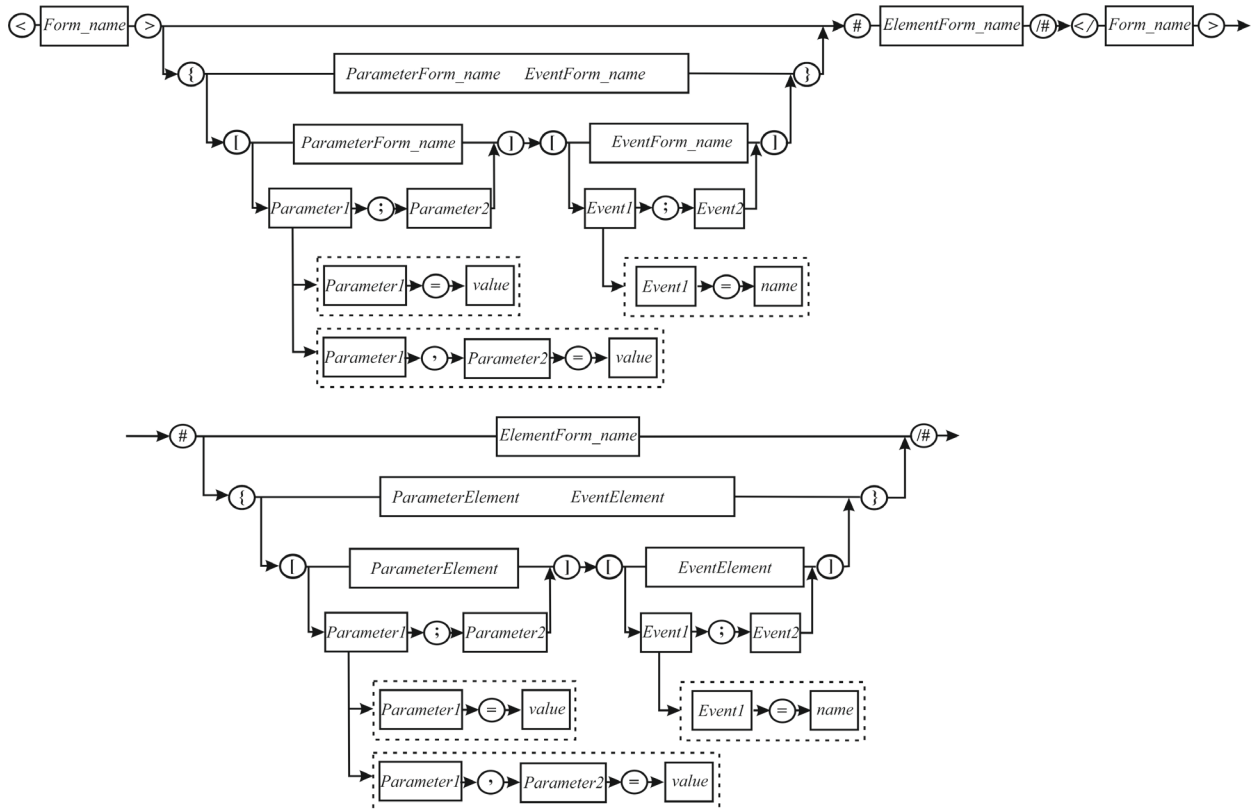 < Form_name > # ElementForm_name /# </ Form_name >
{ ParameterForm_name EventForm_name }
[ ParameterForm_name ] [ EventForm_name ]
Parameter1 ; Parameter2 Event1 ; Event2
Parameter1 = value Event1 = name
Parameter1 , Parameter2 = value
# ElementForm_name /#
{ ParameterElement EventElement }
[ ParameterElement ] [ EventElement ]
Parameter1 ; Parameter2 Event1 ; Event2
Parameter1 = value Event1 = name
Parameter1 , Parameter2 = value